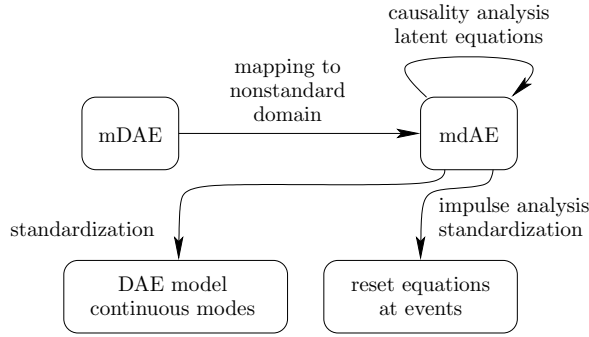 causality analysis
latent equations
mapping to
nonstandard
domain
mDAE
mdAE
standardization
impulse analysis
standardization
DAE model
continuous modes
reset equations
at events